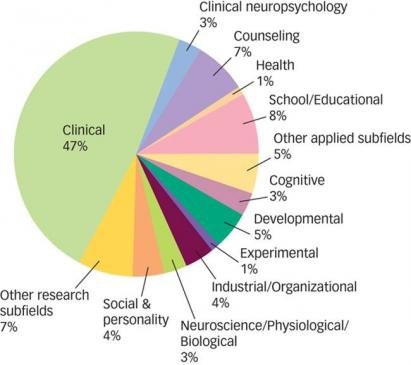 Clinical neuropsychology
3%
Counseling
7%
Health
1%
School/Educational
8%
Other applied subfields
5%
Cognitive
3%
Developmental
5%
Experimental
1%
Industrial/Organizational
4%
Neuroscience/Physiological/
Biological
3%
Social &
personality
4%
Other research
subfields
7%
Clinical
47%